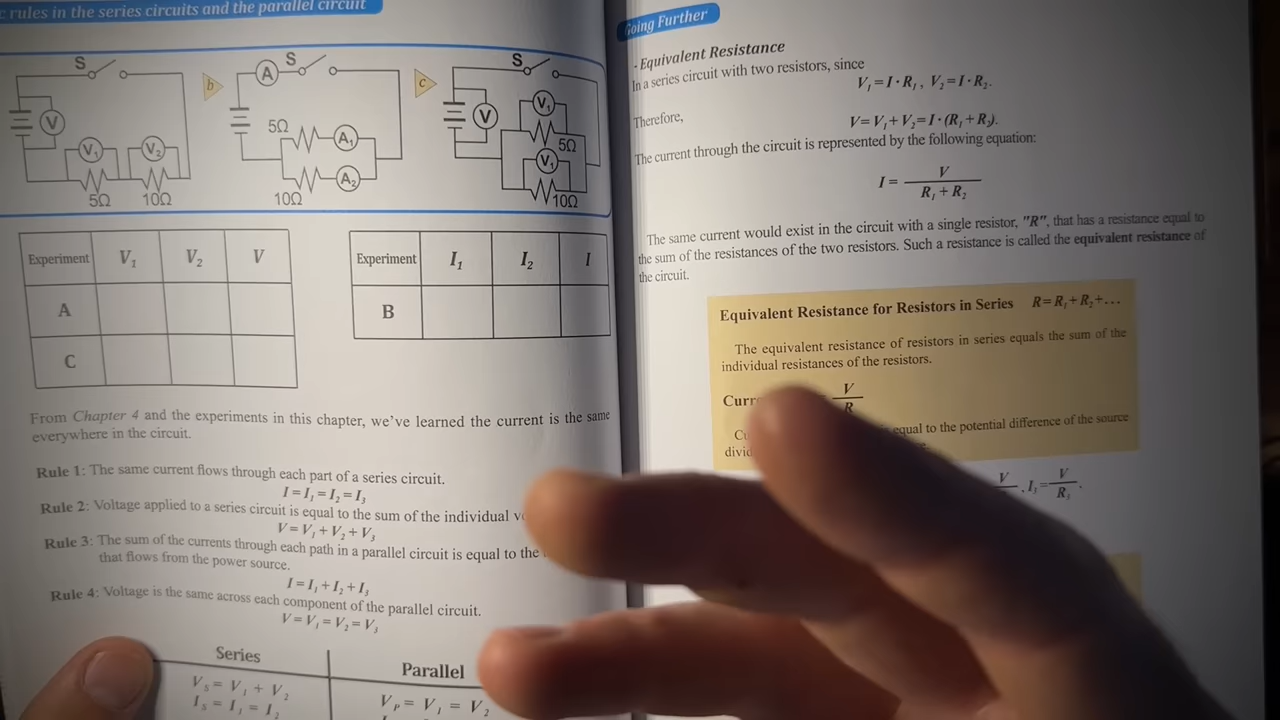 rules in the series circuits and the parallel circuit
S
V
V₁
V₂
5Ω
10Ω
b
A
S
5Ω
A₁
A₂
10Ω
c
S
V
V₁
5Ω
V₁
10Ω
Experiment V₁ V₂ V
A
C
Experiment I₁ I₂ I
B
From Chapter 4 and the experiments in this chapter, we've learned the current is the same
everywhere in the circuit.
Rule 1: The same current flows through each part of a series circuit.
I=I₁=I₂=I₃
Rule 2: Voltage applied to a series circuit is equal to the sum of the individual
V=V₁+V₂+V₃
Rule 3: The sum of the currents through each path in a parallel circuit is equal to the
that flows from the power source.
I=I₁+I₂+I₃
Rule 4: Voltage is the same across each component of the parallel circuit.
V=V₁=V₂=V₃
Series Parallel
Vₛ = V₁ + V₂
Iₛ = I₁ = I₂
Vₚ = V₁ = V₂
Going Further
- Equivalent Resistance
In a series circuit with two resistors, since
V₁=I·R₁, V₂=I·R₂.
Therefore,
V=V₁+V₂=I·(R₁+R₂).
The current through the circuit is represented by the following equation:
I = V / R₁ + R₂
The same current would exist in the circuit with a single resistor, "R", that has a resistance equal to
the sum of the resistances of the two resistors. Such a resistance is called the equivalent resistance of
the circuit.
Equivalent Resistance for Resistors in Series R=R₁+R₂+...
The equivalent resistance of resistors in series equals the sum of the
individual resistances of the resistors.
V / R
equal to the potential difference of the source
V , I₃= V / R₃.